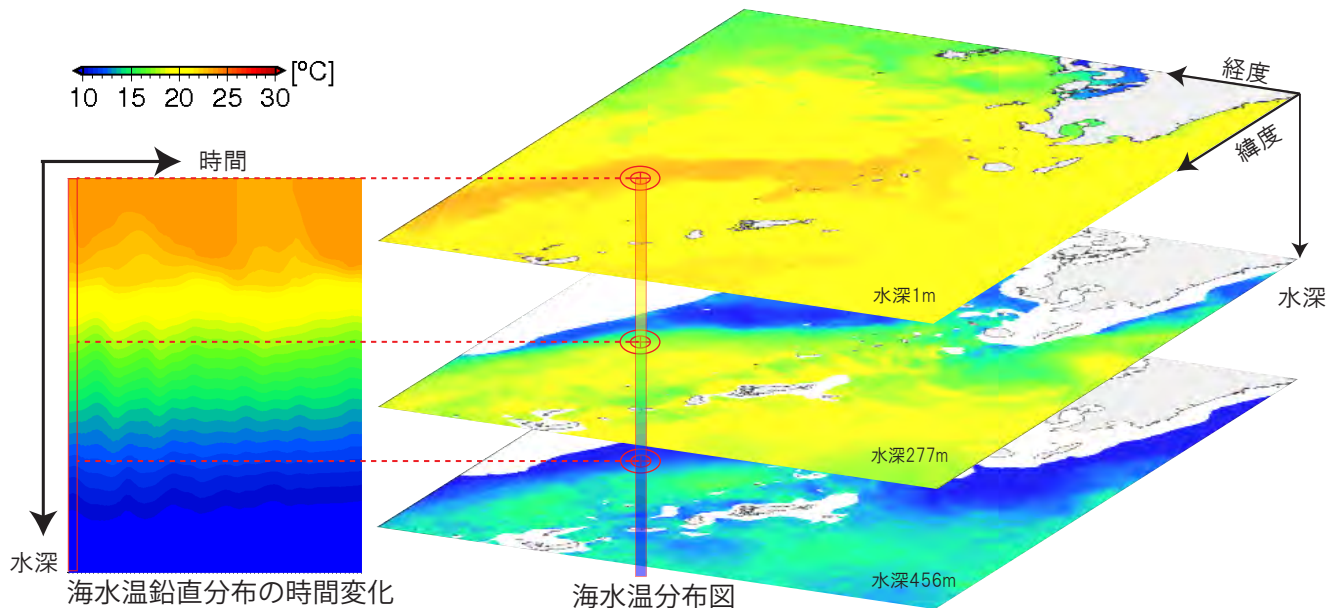 [ºC]
10 15 20 25 30
時間
水深
海水温鉛直分布の時間変化
経度
緯度
水深
水深1m
水深277m
水深456m
海水温分布図